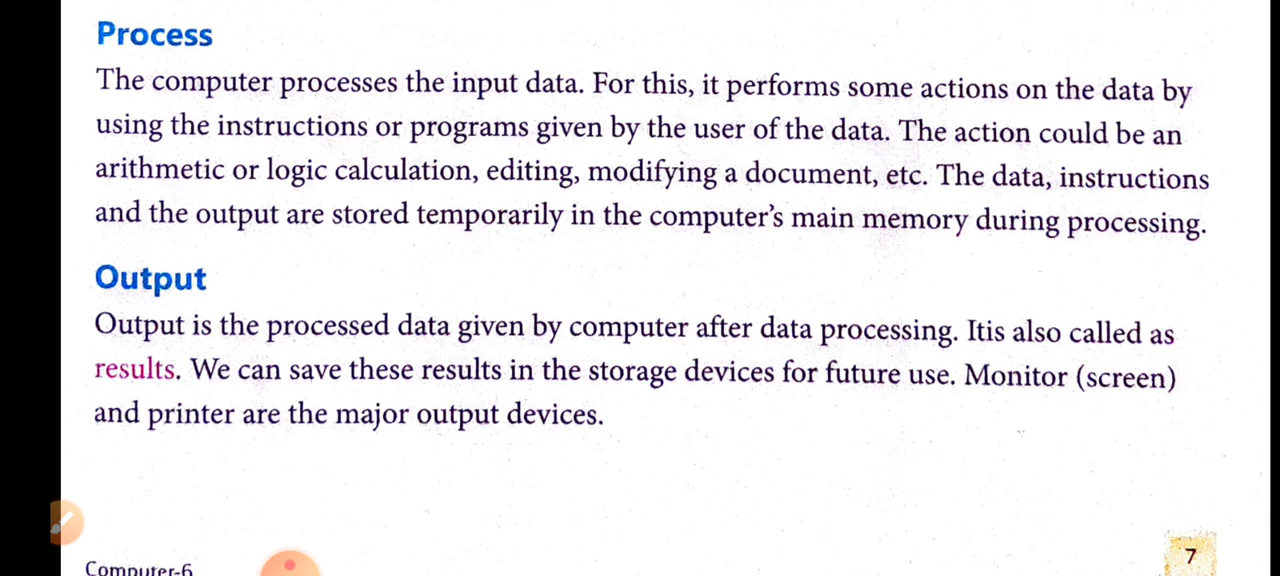 Process
The computer processes the input data. For this, it performs some actions on the data by
using the instructions or programs given by the user of the data. The action could be an
arithmetic or logic calculation, editing, modifying a document, etc. The data, instructions
and the output are stored temporarily in the computer's main memory during processing.
Output
Output is the processed data given by computer after data processing. Itis also called as
results. We can save these results in the storage devices for future use. Monitor (screen)
and printer are the major output devices.
7
Computer-6